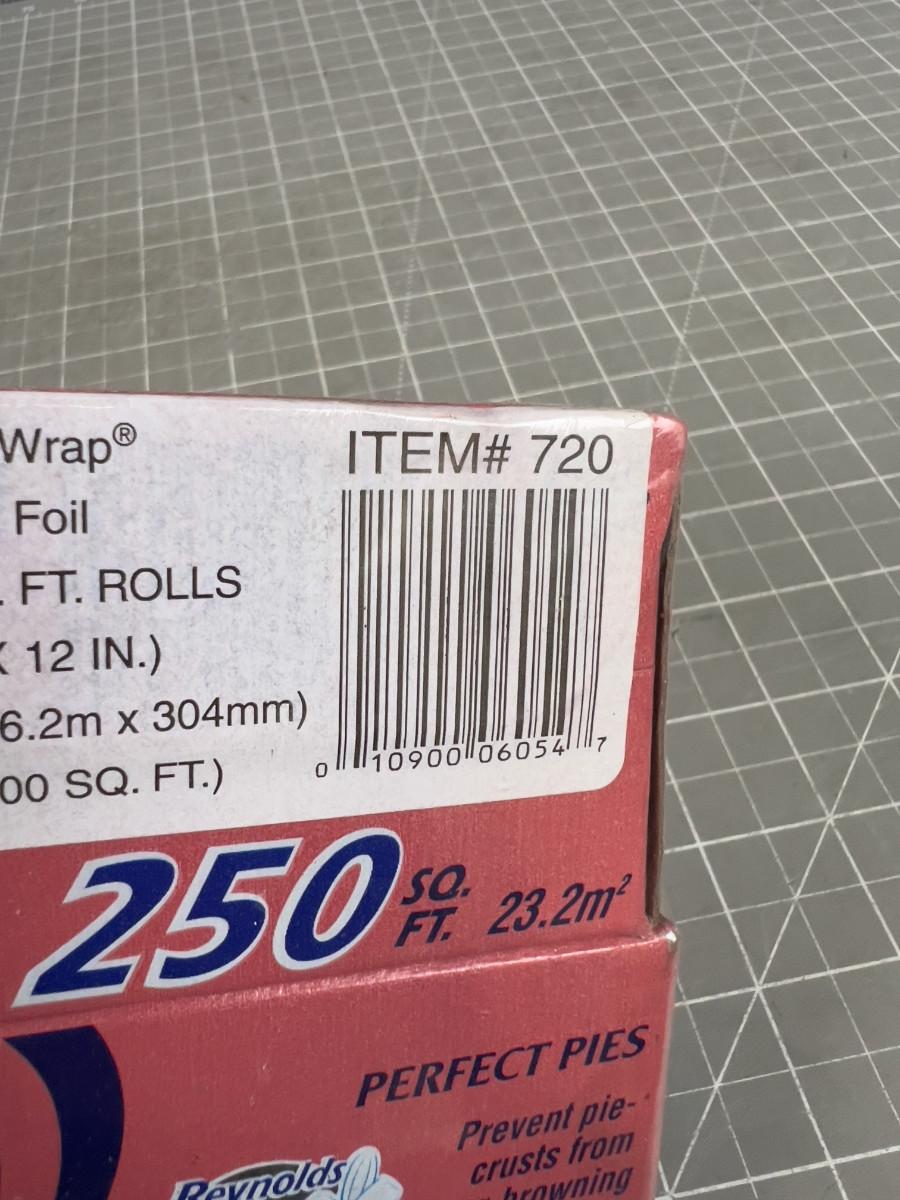 Wrap®
Foil
. FT. ROLLS
12 IN.)
6.2m x 304mm)
00 SQ. FT.)
ITEM# 720
0 10900 06054 7
250 SQ. FT. 23.2m²
PERFECT PIES
Prevent pie-
crusts from
browning
Reynolds